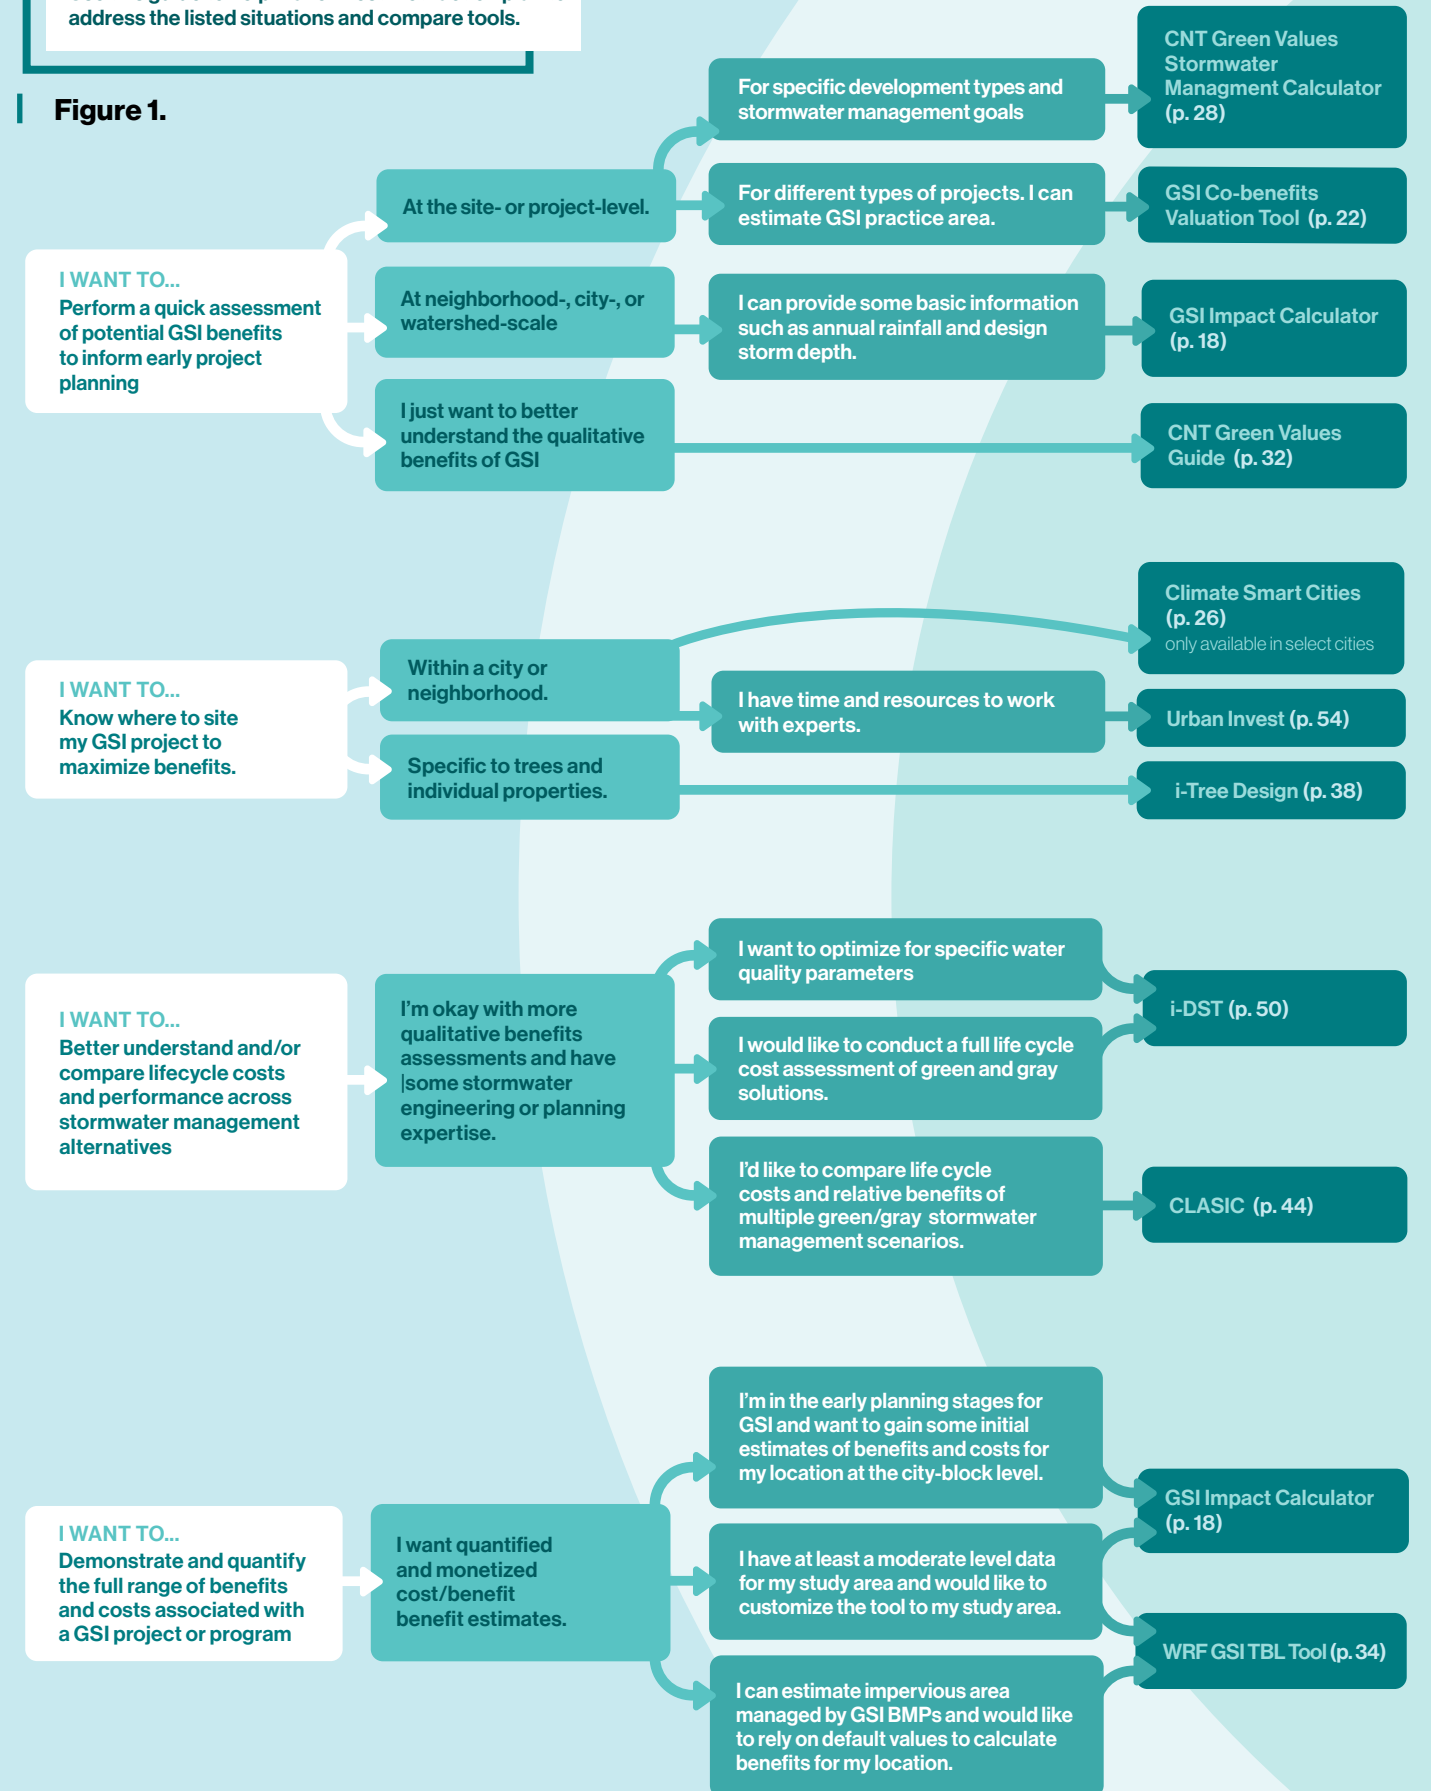 address the listed situations and compare tools.
Figure 1.
I WANT TO...
Perform a quick assessment
of potential GSI benefits
to inform early project
planning
At the site- or project-level.
For specific development types and
stormwater management goals
CNT Green Values
Stormwater
Managment Calculator
(p. 28)
For different types of projects. I can
estimate GSI practice area.
GSI Co-benefits
Valuation Tool (p. 22)
At neighborhood-, city-, or
watershed-scale
I can provide some basic information
such as annual rainfall and design
storm depth.
GSI Impact Calculator
(p. 18)
I just want to better
understand the qualitative
benefits of GSI
CNT Green Values
Guide (p. 32)
I WANT TO...
Know where to site
my GSI project to
maximize benefits.
Within a city or
neighborhood.
Climate Smart Cities
(p. 26)
only available in select cities
I have time and resources to work
with experts.
Urban Invest (p. 54)
Specific to trees and
individual properties.
i-Tree Design (p. 38)
I WANT TO...
Better understand and/or
compare lifecycle costs
and performance across
stormwater management
alternatives
I'm okay with more
qualitative benefits
assessments and have
|some stormwater
engineering or planning
expertise.
I want to optimize for specific water
quality parameters
I would like to conduct a full life cycle
cost assessment of green and gray
solutions.
i-DST (p. 50)
I'd like to compare life cycle
costs and relative benefits of
multiple green/gray stormwater
management scenarios.
CLASIC (p. 44)
I WANT TO...
Demonstrate and quantify
the full range of benefits
and costs associated with
a GSI project or program
I want quantified
and monetized
cost/benefit
benefit estimates.
I'm in the early planning stages for
GSI and want to gain some initial
estimates of benefits and costs for
my location at the city-block level.
GSI Impact Calculator
(p. 18)
I have at least a moderate level data
for my study area and would like to
customize the tool to my study area.
WRF GSI TBL Tool (p. 34)
I can estimate impervious area
managed by GSI BMPs and would like
to rely on default values to calculate
benefits for my location.